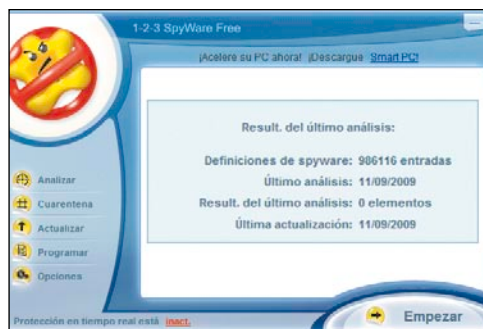 1-2-3 SpyWare Free
¡Acelere su PC ahora! ¡Descargue Smart PC!
Result. del último análisis:
Definiciones de spyware: 986116 entradas
Último análisis: 11/09/2009
Result. del último análisis: 0 elementos
Última actualización: 11/09/2009
Analizar
Cuarentena
Actualizar
Programar
Opciones
Protección en tiempo real está inact.
Empezar